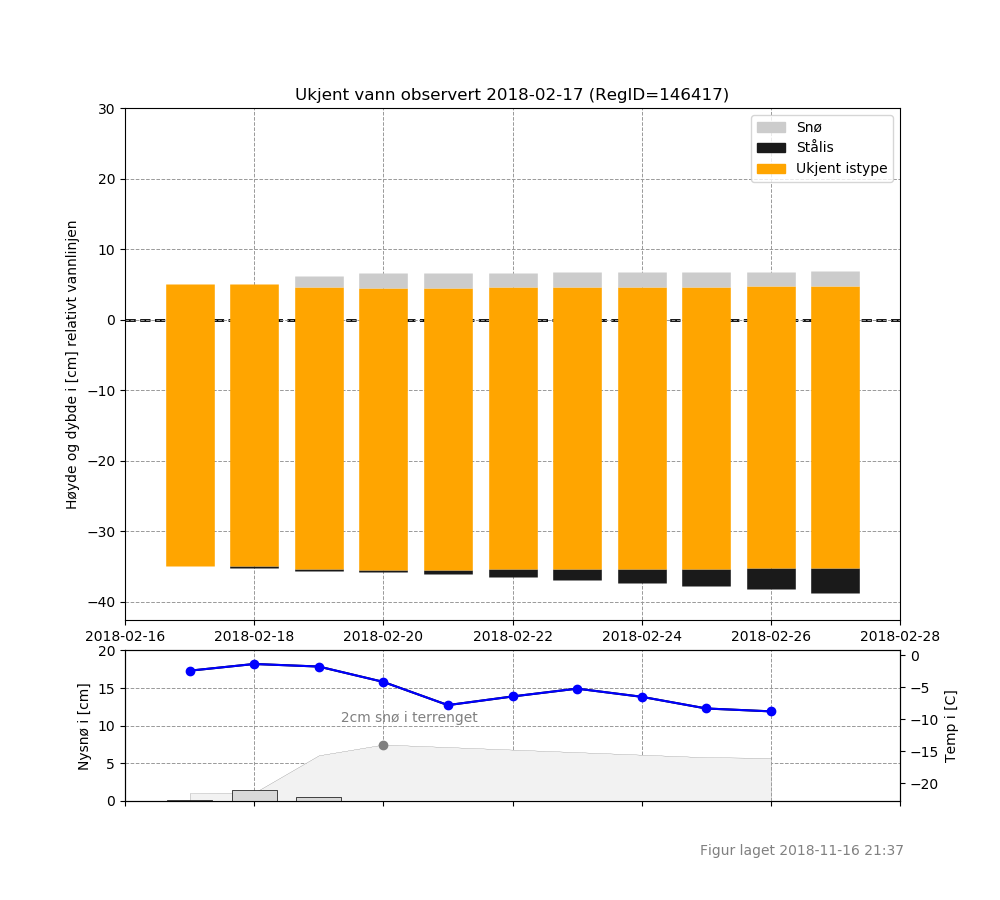 Ukjent vann observert 2018-02-17 (RegID=146417)
30
20
10
0
−10
−20
−30
−40
Høyde og dybde i [cm] relativt vannlinjen
Snø
Stålis
Ukjent istype
2018-02-16 2018-02-18 2018-02-20 2018-02-22 2018-02-24 2018-02-26 2018-02-28
20
15
10
5
0
Nysnø i [cm]
2cm snø i terrenget
0
−5
−10
−15
−20
Temp i [C]
Figur laget 2018-11-16 21:37